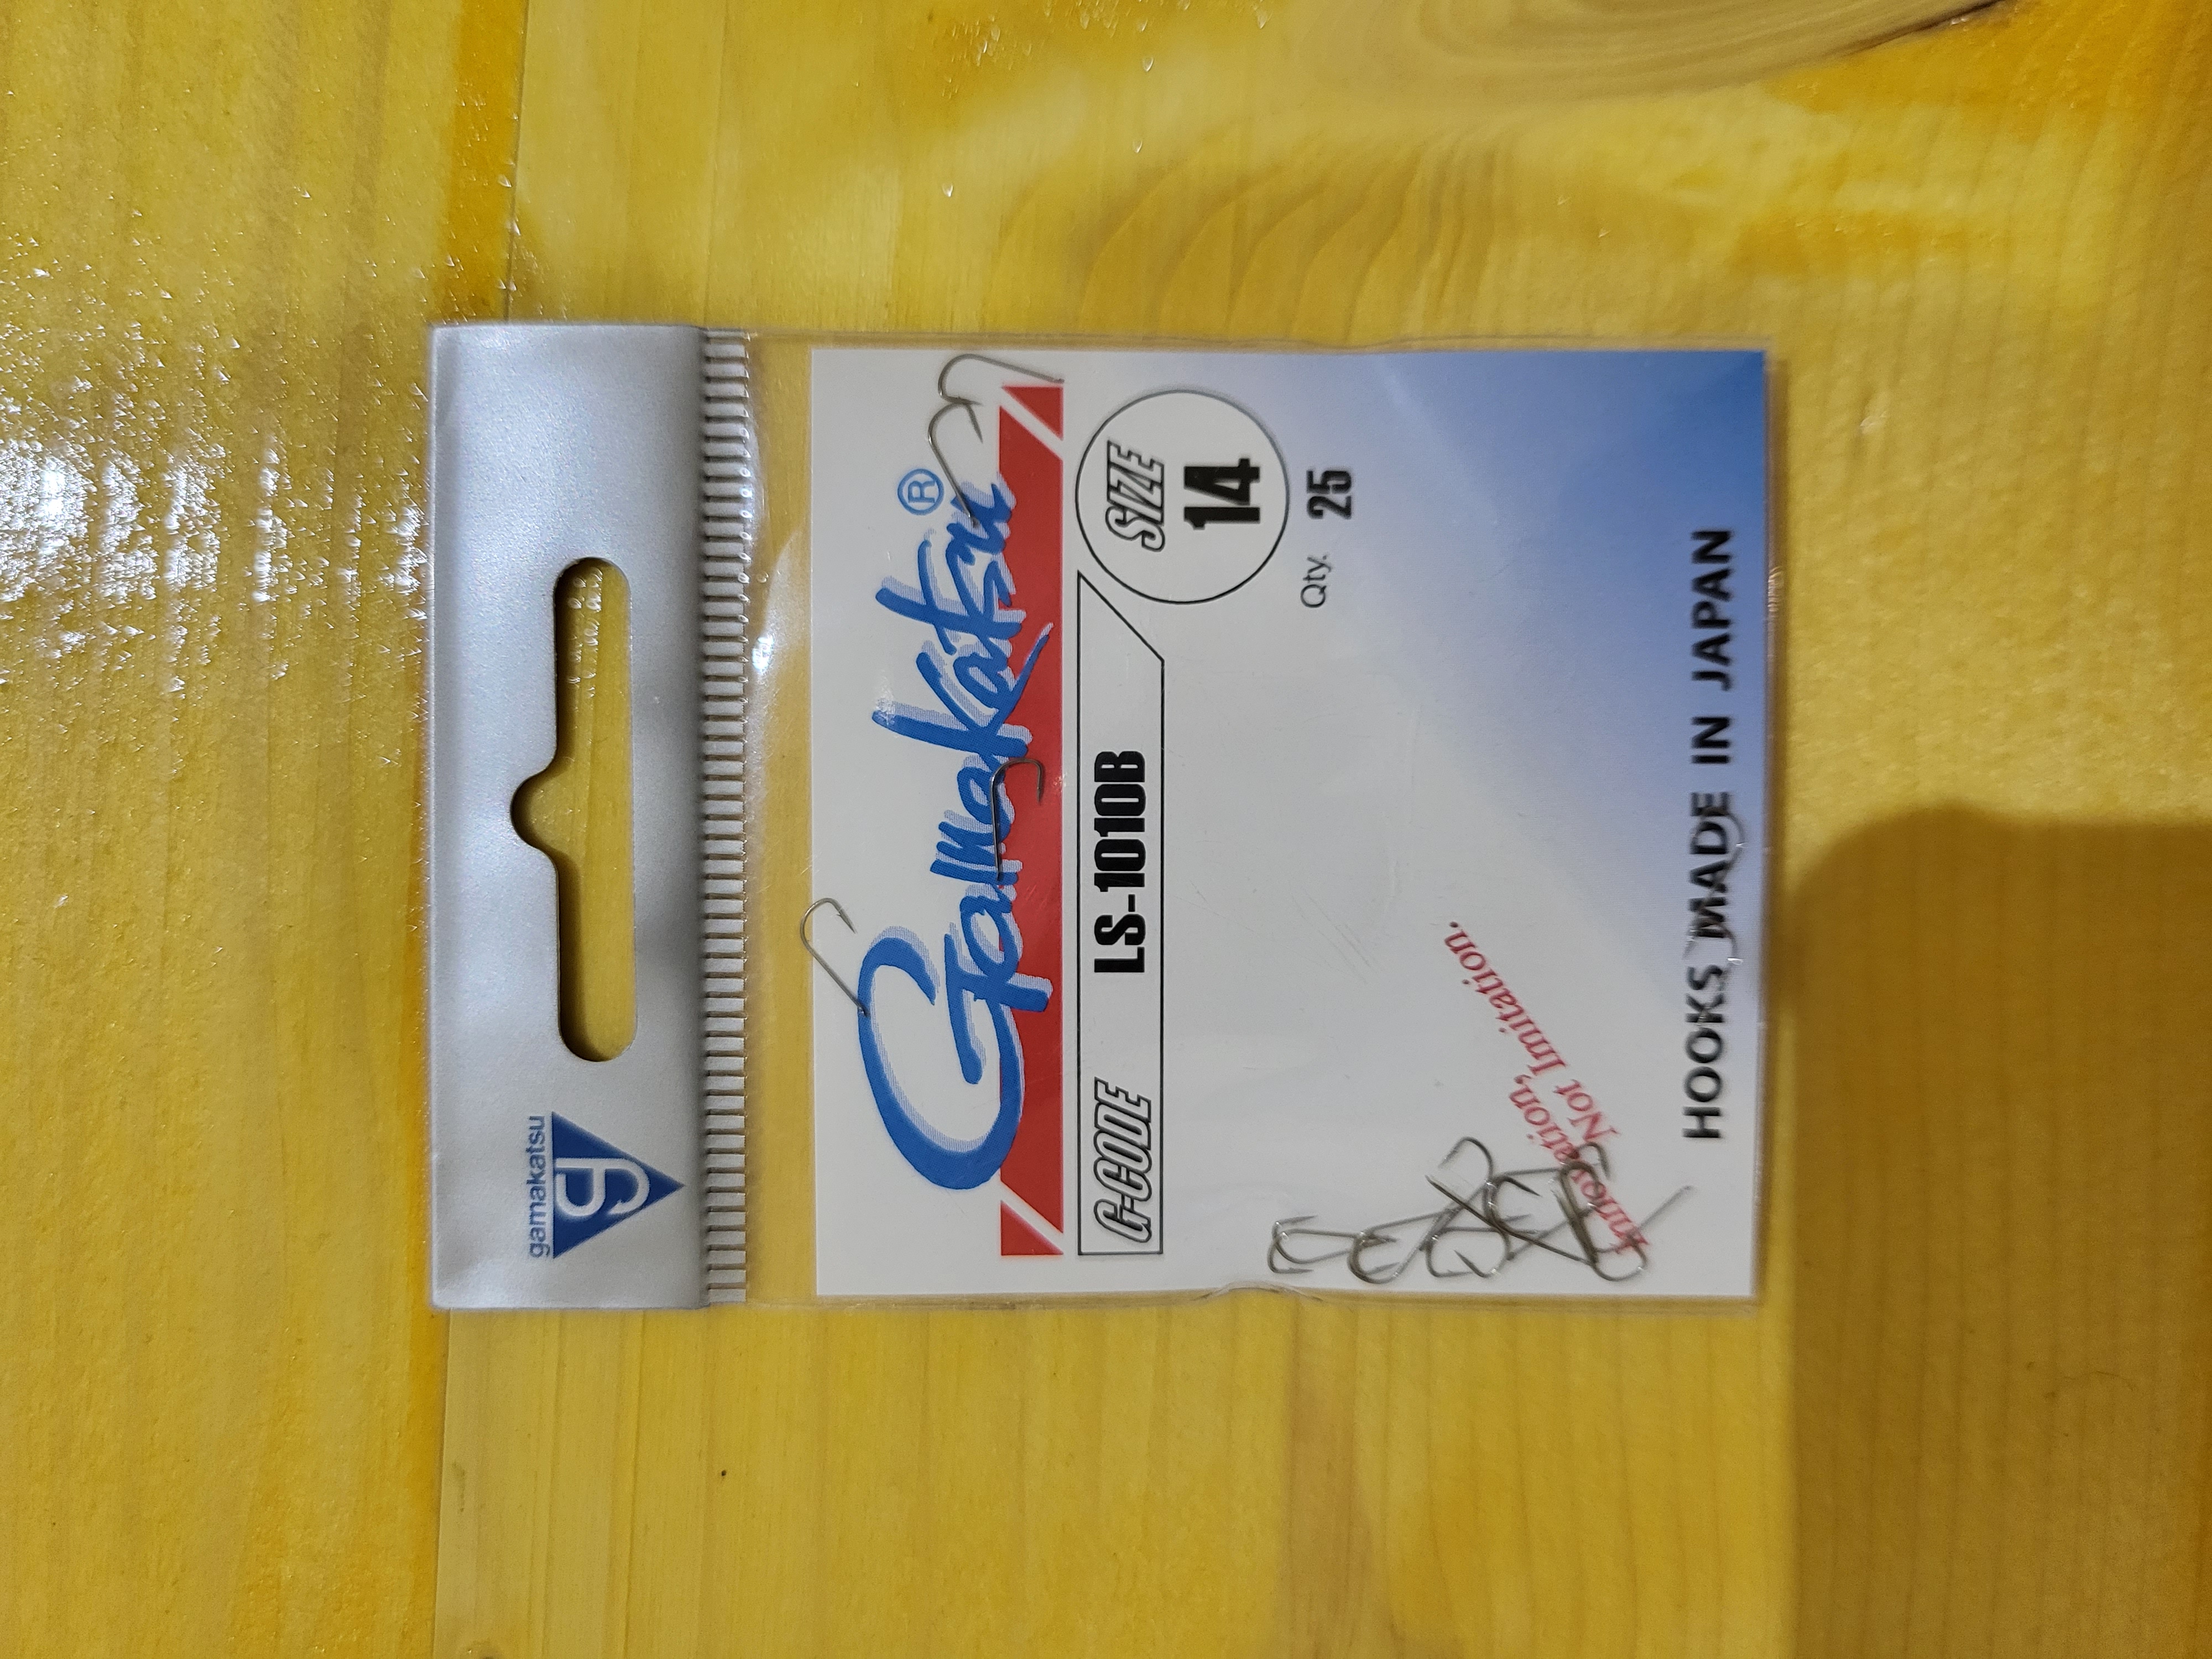 gamakatsu
Gamakatsu®
G-CODE LS-1010B
SIZE
14
Qty. 25
Innovation,
Not Imitation.
HOOKS MADE IN JAPAN